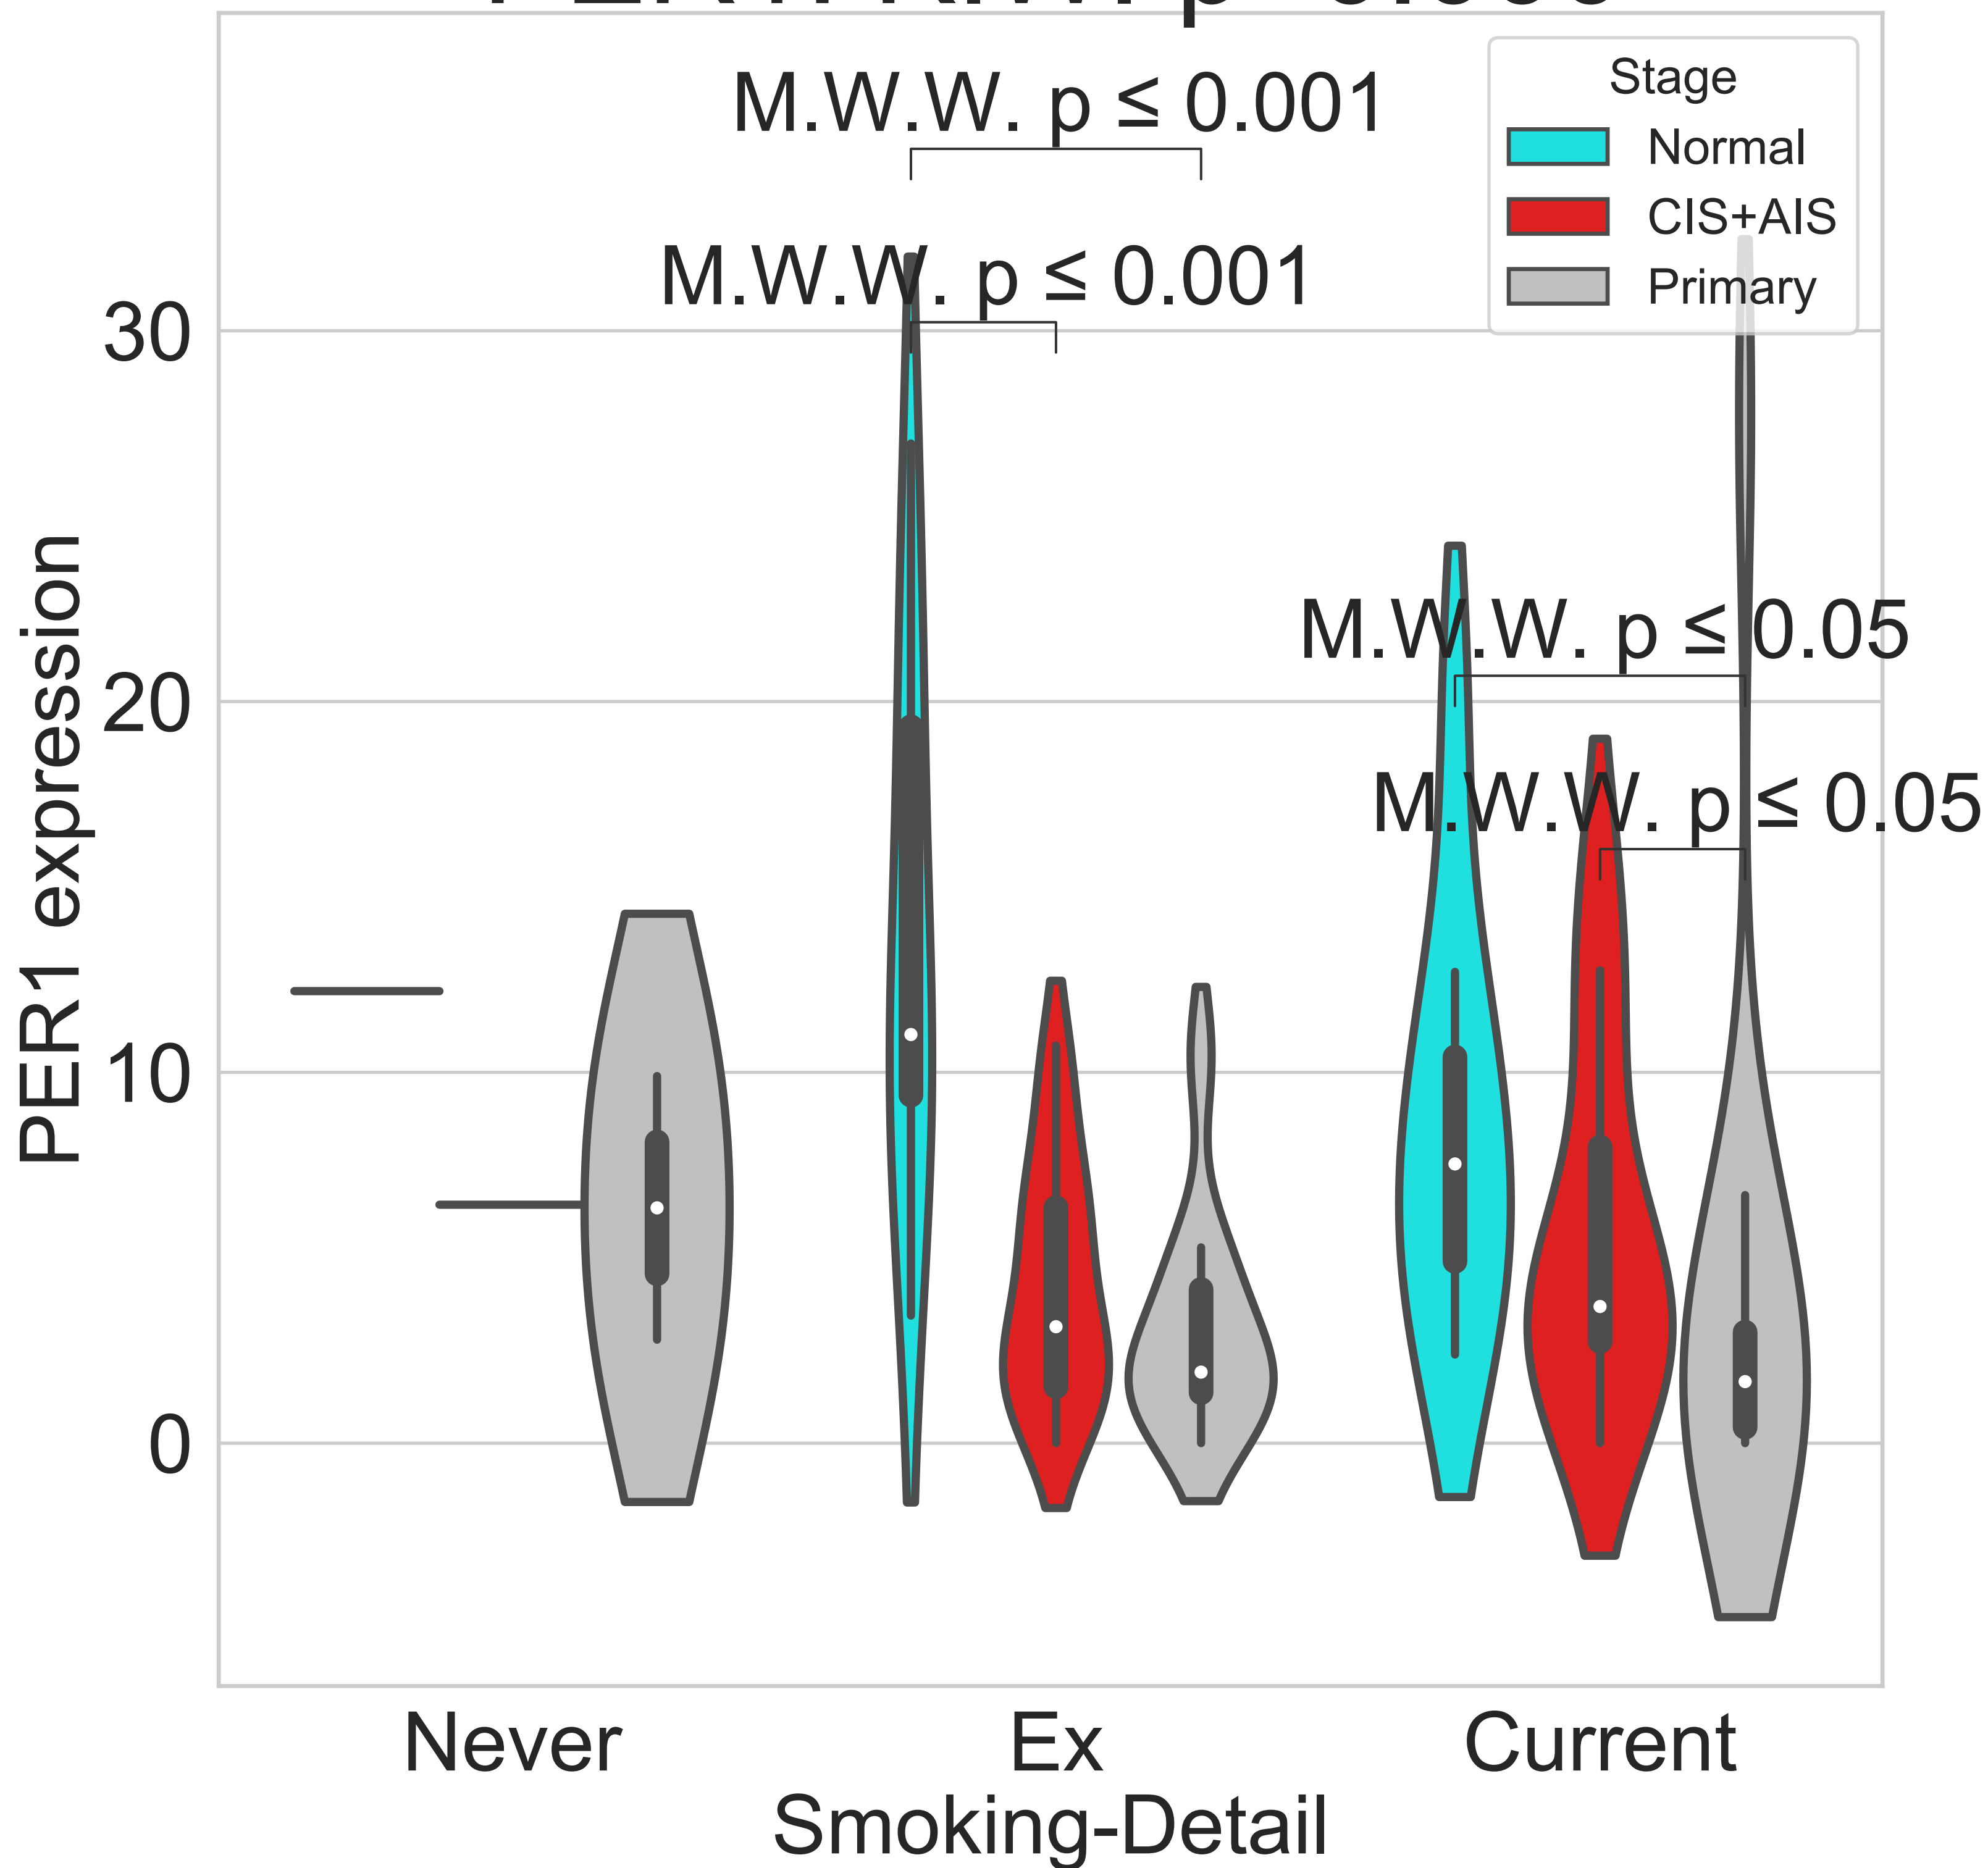 M.W.W. p ≤ 0.001
Stage
Normal
CIS+AIS
Primary
M.W.W. p ≤ 0.001
M.W.W. p ≤ 0.05
M.W.W. p ≤ 0.05
PER1 expression
30
20
10
0
Never
Ex
Current
Smoking-Detail